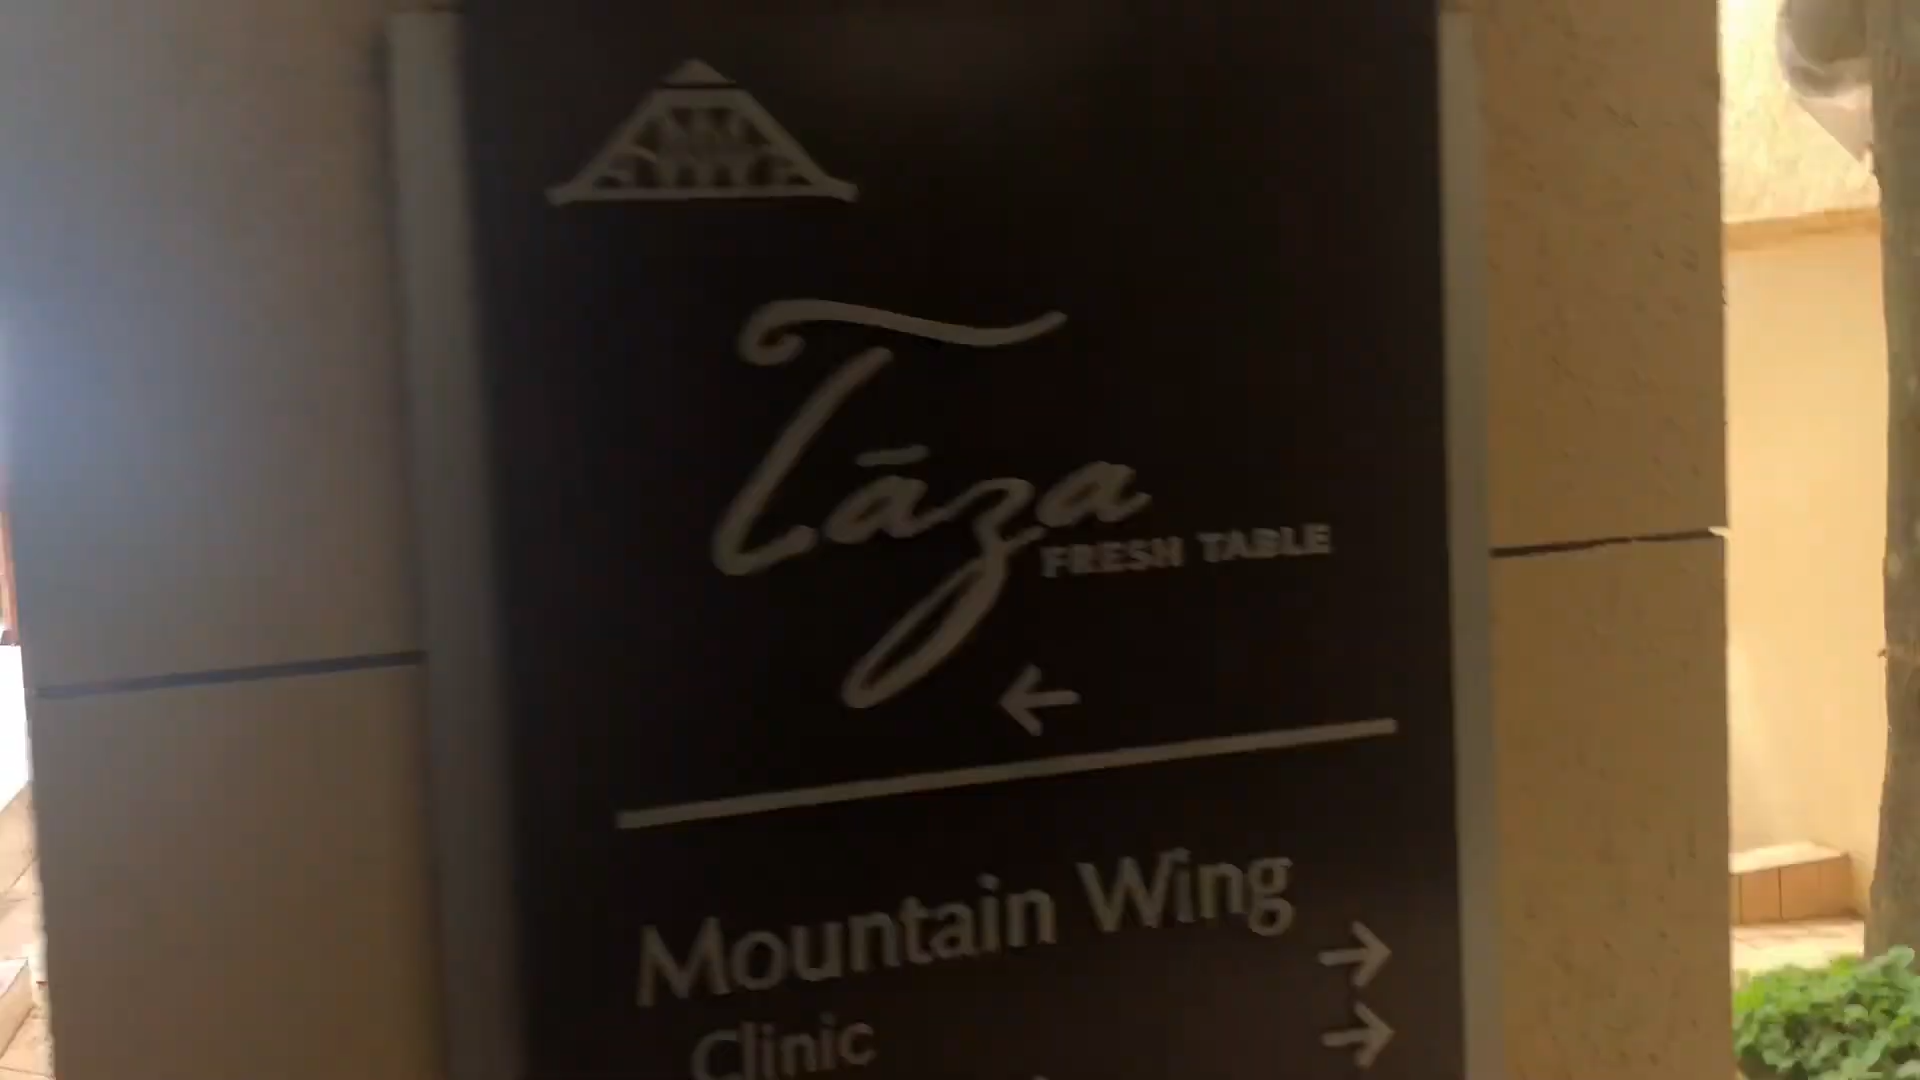 Tāza
FRESH TABLE
←
Mountain Wing →
Clinic →